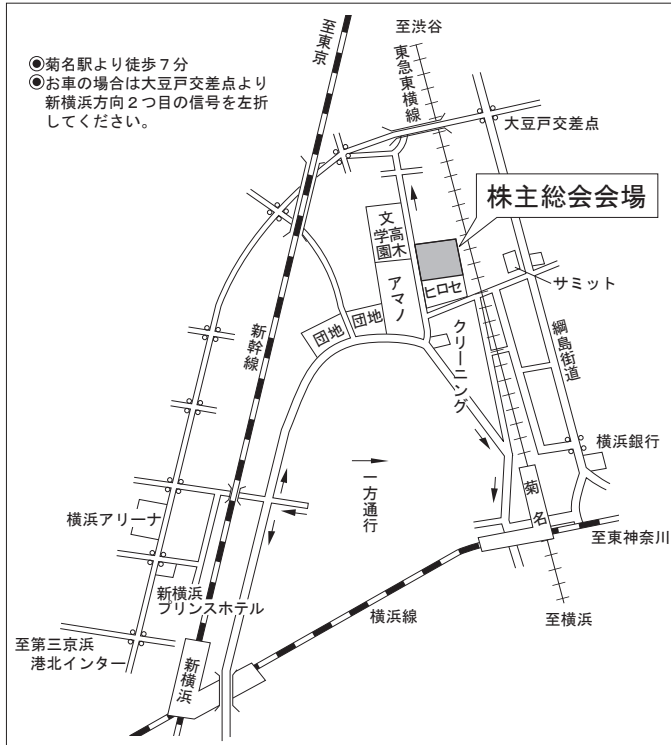 ◉菊名駅より徒歩７分
◉お車の場合は大豆戸交差点より
新横浜方向２つ目の信号を左折
してください。
至東京
至渋谷
東急東横線
大豆戸交差点
株主総会会場
高木
文学園
アマノ
ヒロセ
サミット
団地
団地
新幹線
クリーニング
綱島街道
横浜銀行
一方通行
菊名
横浜アリーナ
至東神奈川
新横浜
プリンスホテル
横浜線
至横浜
至第三京浜
港北インター
新横浜